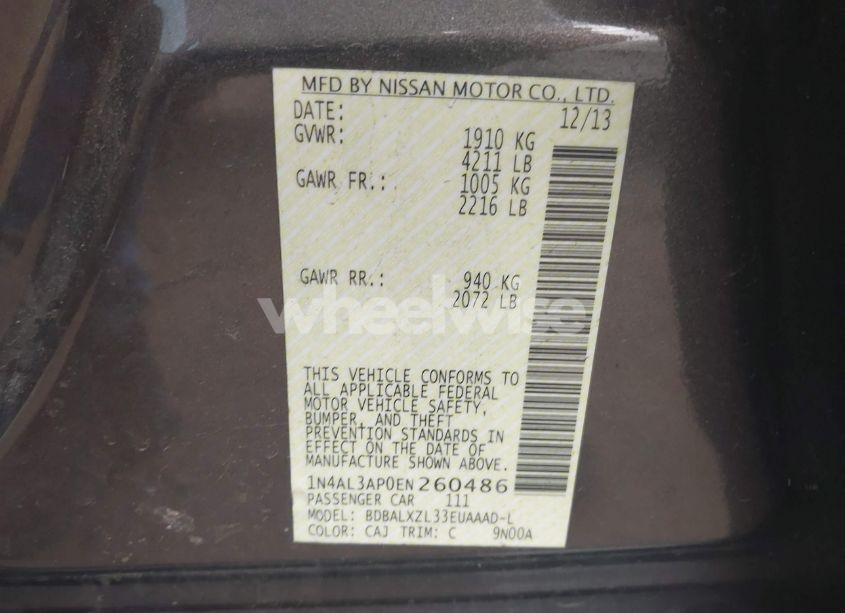 MFD BY NISSAN MOTOR CO., LTD.
DATE: 12/13
GVWR: 1910 KG
4211 LB
GAWR FR.: 1005 KG
2216 LB
GAWR RR.: 940 KG
2072 LB
wheelwise
THIS VEHICLE CONFORMS TO
ALL APPLICABLE FEDERAL
MOTOR VEHICLE SAFETY,
BUMPER, AND THEFT
PREVENTION STANDARDS IN
EFFECT ON THE DATE OF
MANUFACTURE SHOWN ABOVE.
1N4AL3AP0EN260486
PASSENGER CAR 111
MODEL: BDBALXZL33EUAAAD-L
COLOR: CAJ TRIM: C 9N00A